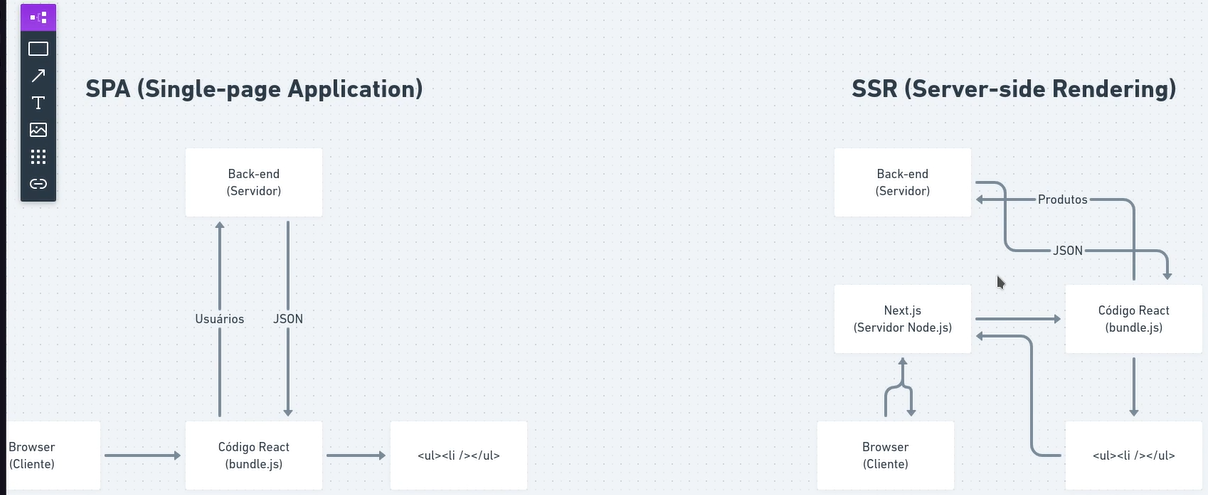 SPA (Single-page Application)
Back-end
(Servidor)
Usuários
JSON
Browser
(Cliente)
Código React
(bundle.js)
<ul><li /></ul>
SSR (Server-side Rendering)
Back-end
(Servidor)
Produtos
JSON
Next.js
(Servidor Node.js)
Código React
(bundle.js)
Browser
(Cliente)
<ul><li /></ul>